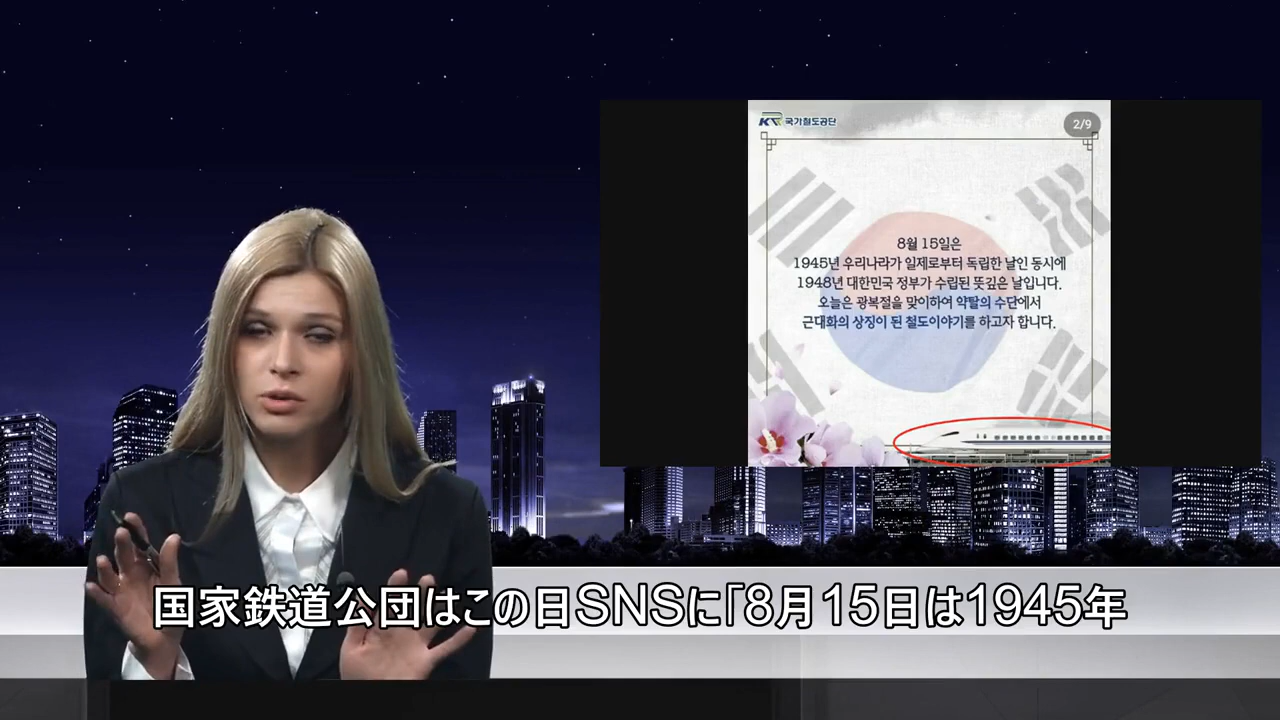 KR 국가철도공단
2/9
8월 15일은
1945년 우리나라가 일제로부터 독립한 날인 동시에
1948년 대한민국 정부가 수립된 뜻깊은 날입니다.
오늘은 광복절을 맞이하여 약탈의 수단에서
근대화의 상징이 된 철도이야기를 하고자 합니다.
国家鉄道公団はこの日SNSに「8月15日は1945年